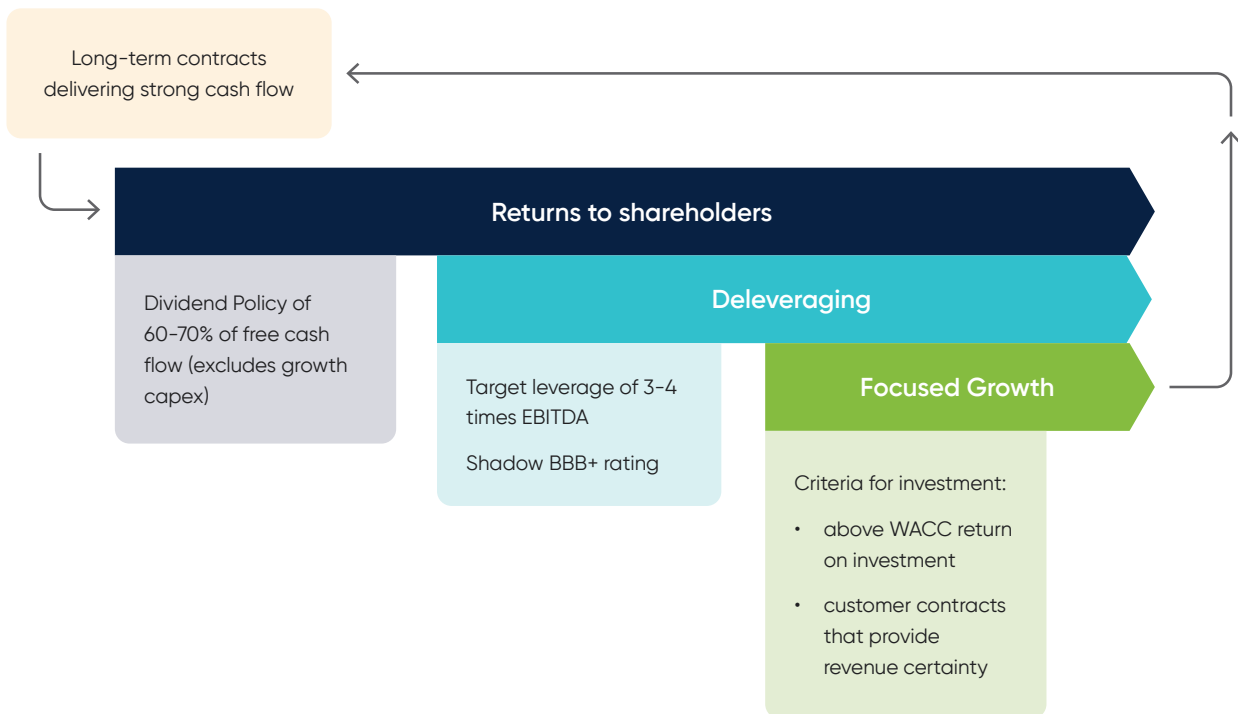 Long-term contracts
delivering strong cash flow
Returns to shareholders
Dividend Policy of
60-70% of free cash
flow (excludes growth
capex)
Deleveraging
Target leverage of 3-4
times EBITDA
Shadow BBB+ rating
Focused Growth
Criteria for investment:
• above WACC return
on investment
• customer contracts
that provide
revenue certainty